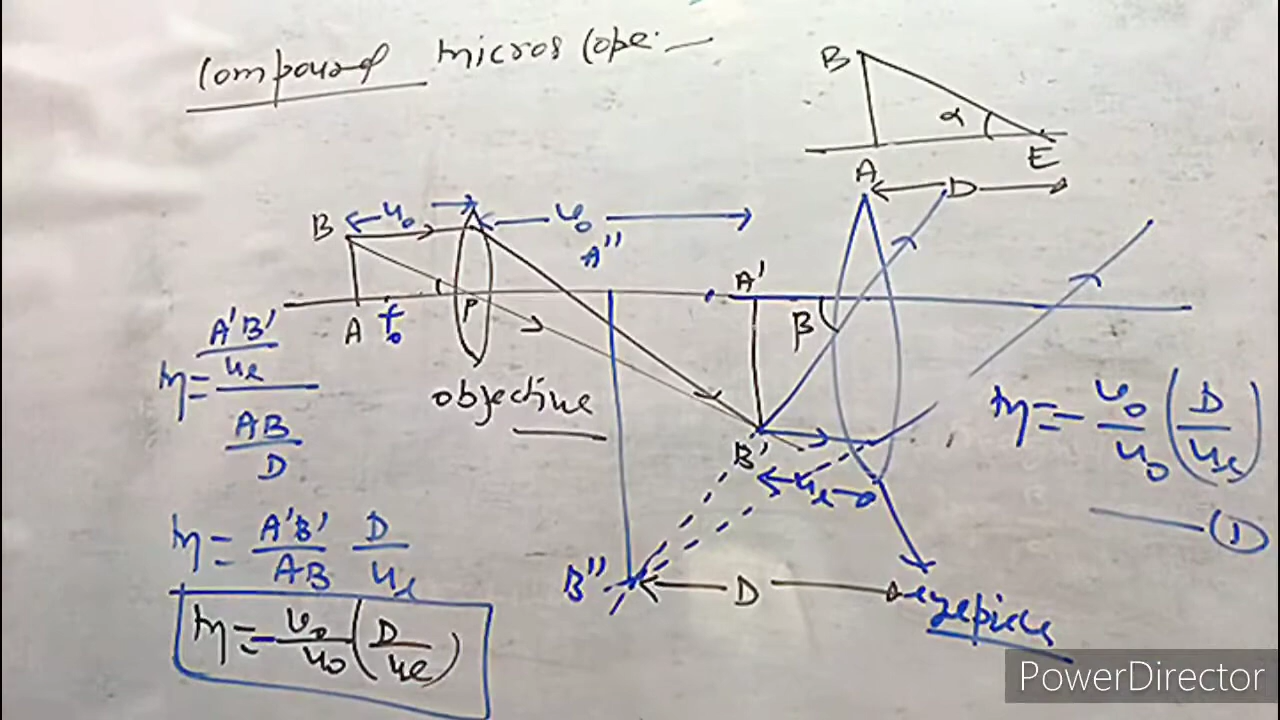 Compound microscope :—
B
α
A
E
D
B
u₀
v₀
A''
A'
A
f₀
P
β
objective
m = A'B'/uₑ / AB/D
m = - v₀/u₀ (D/uₑ)
— (1)
B'
uₑ
m = A'B'/AB D/uₑ
B''
D
eyepiece
m = - v₀/u₀ (D/uₑ)
PowerDirector